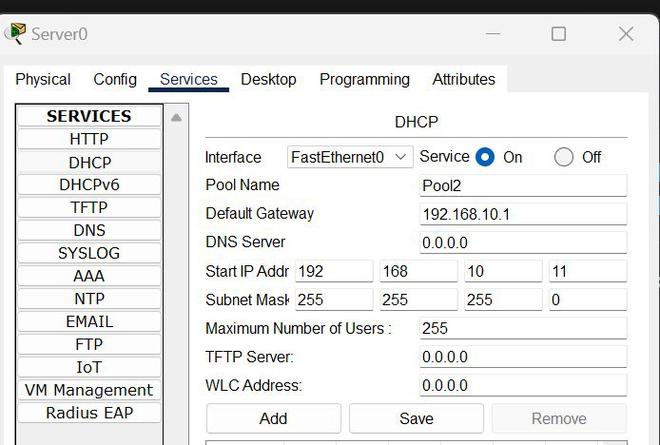 Server0
Physical Config Services Desktop Programming Attributes
SERVICES
HTTP
DHCP
DHCPv6
TFTP
DNS
SYSLOG
AAA
NTP
EMAIL
FTP
IoT
VM Management
Radius EAP
DHCP
Interface FastEthernet0 Service On Off
Pool Name Pool2
Default Gateway 192.168.10.1
DNS Server 0.0.0.0
Start IP Addr 192 168 10 11
Subnet Mask 255 255 255 0
Maximum Number of Users : 255
TFTP Server: 0.0.0.0
WLC Address: 0.0.0.0
Add Save Remove